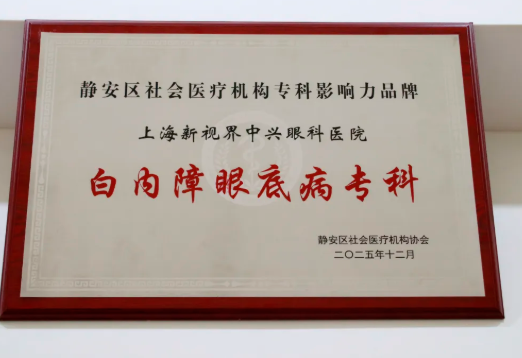 静安区社会医疗机构专科影响力品牌
上海新视界中兴眼科医院
白内障眼底病专科
静安区社会医疗机构协会
二〇二五年十二月